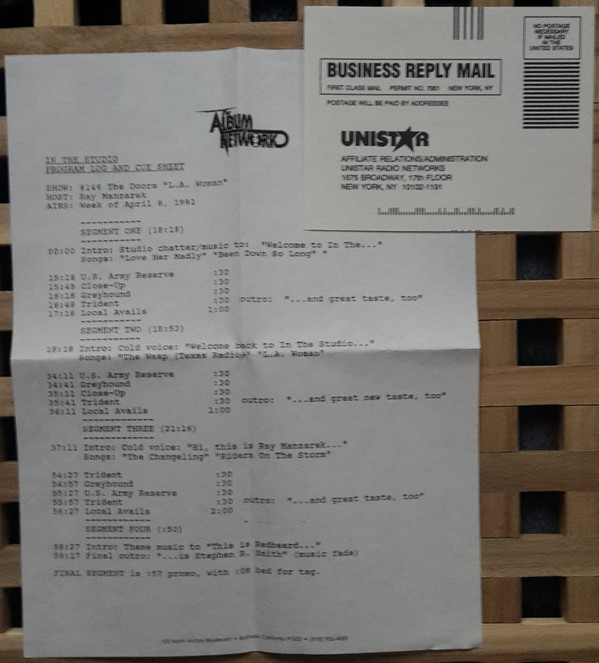 ALBUM
NETWORK
IN THE STUDIO
PROGRAM LOG AND CUE SHEET
SHOW: #146 The Doors "L.A. Woman"
HOST: Ray Manzarek
AIRS: Week of April 8, 1991
------------
SEGMENT ONE (18:18)
------------
00:00 Intro: Studio chatter/music to: "Welcome to In The..."
Songs: "Love Her Madly" "Been Down So Long" "
15:18 U.S. Army Reserve :30
15:48 Close-Up :30
16:18 Greyhound :30
16:48 Trident :30 outro: "...and great taste, too"
17:18 Local Avails 1:00
------------
SEGMENT TWO (18:53)
------------
18:18 Intro: Cold voice: "Welcome back to In The Studio..."
Songs: "The Wasp (Texas Radio)" "L.A. Woman"
34:11 U.S. Army Reserve :30
34:41 Greyhound :30
35:11 Close-Up :30
35:41 Trident :30 outro: "...and great new taste, too"
36:11 Local Avails 1:00
-------------
SEGMENT THREE (21:16)
-------------
37:11 Intro: Cold voice: "Hi, this is Ray Manzarek..."
Songs: "The Changeling" "Riders On The Storm"
54:27 Trident :30
54:57 Greyhound :30
55:27 U.S. Army Reserve :30
55:57 Trident :30 outro: "...and great taste, too"
56:27 Local Avails 2:00
-------------
SEGMENT FOUR (:50)
-------------
58:27 Intro: Theme music to "This is Redbeard..."
59:17 Final outro: "...is Stephen R. Smith" (music fade)
FINAL SEGMENT is :57 promo, with :08 bed for tag.
NO POSTAGE
NECESSARY
IF MAILED
IN THE
UNITED STATES
BUSINESS REPLY MAIL
FIRST CLASS MAIL PERMIT NO. 7951 NEW YORK, NY
POSTAGE WILL BE PAID BY ADDRESSEE
UNISTAR
AFFILIATE RELATIONS/ADMINISTRATION
UNISTAR RADIO NETWORKS
1675 BROADWAY, 17th FLOOR
NEW YORK, NY 10102-1191